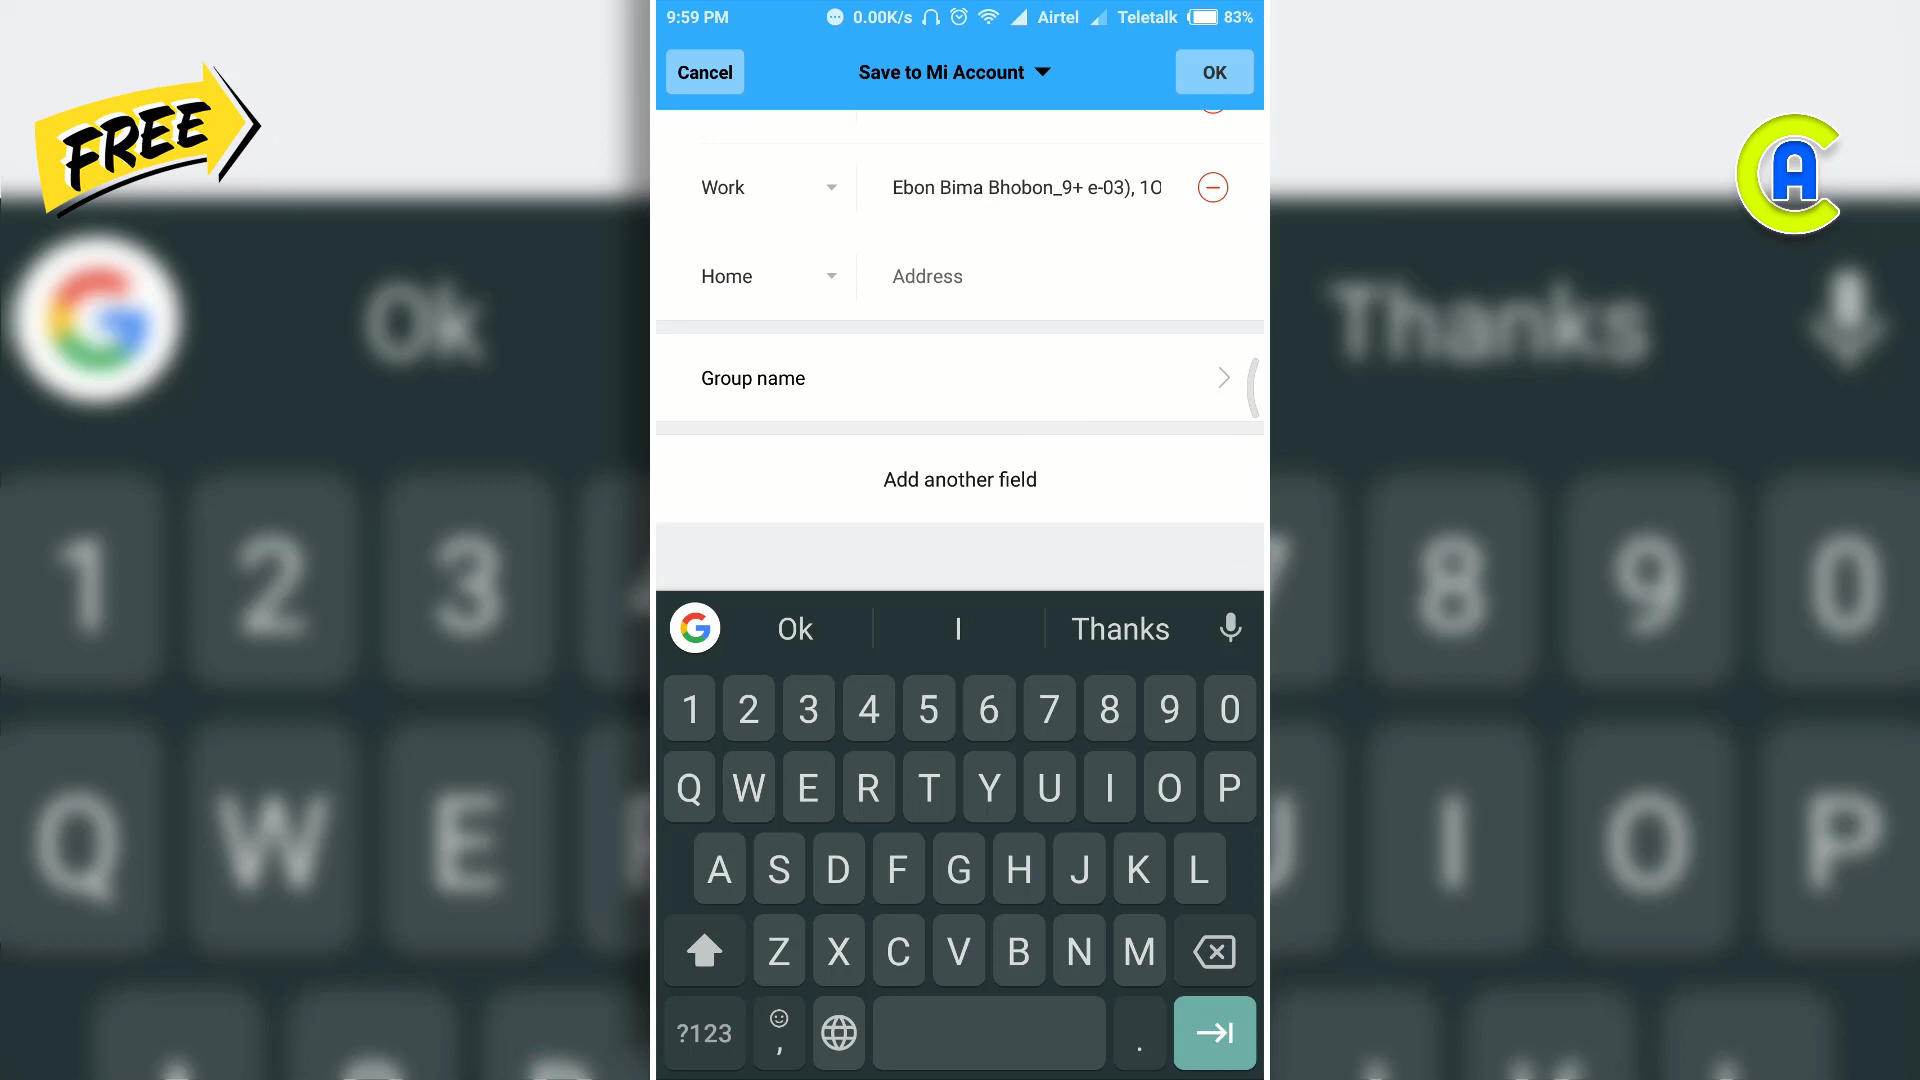 9:59 PM 0.00K/s Airtel Teletalk 83%
Cancel Save to Mi Account OK
Work Ebon Bima Bhobon_9+ e-03), 1O
Home Address
Group name
Add another field
Ok I Thanks
1 2 3 4 5 6 7 8 9 0
Q W E R T Y U I O P
A S D F G H J K L
Z X C V B N M
?123 , .
FREE
CA
Ok Thanks
1 2 3 8 9 0
Q W E I O P